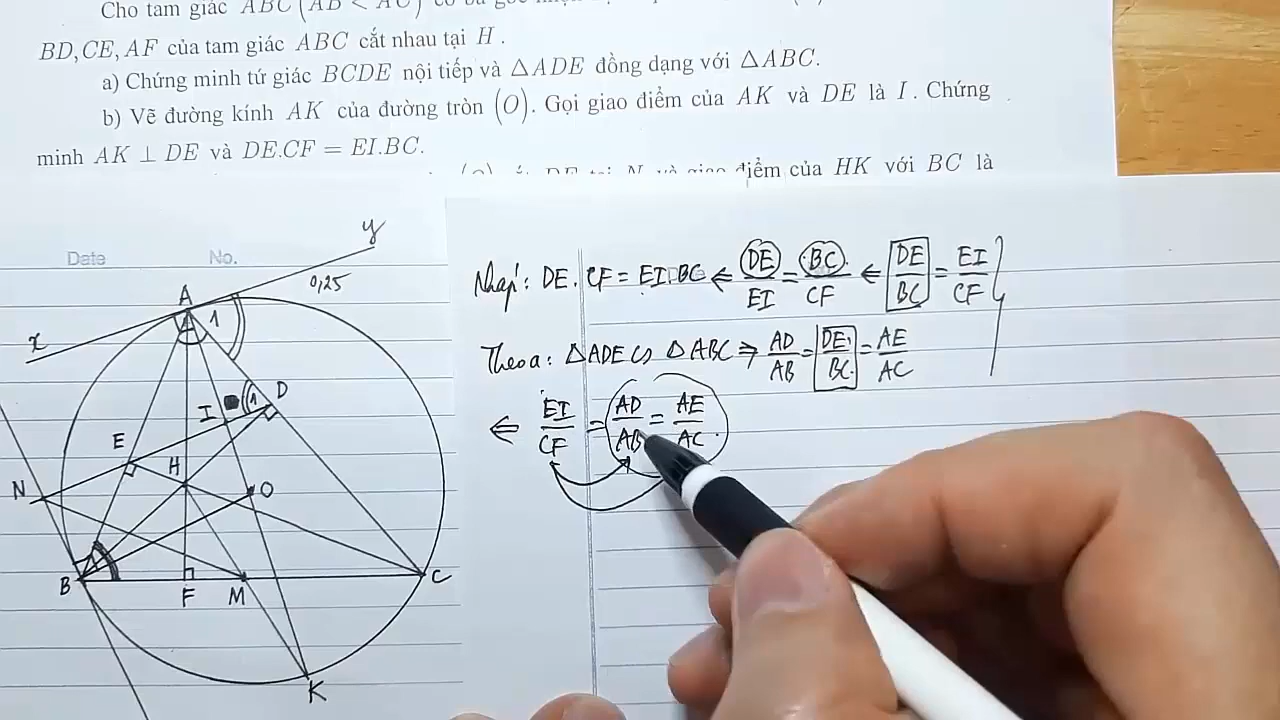 Cho tam giác ABC (AB < AC)
BD, CE, AF của tam giác ABC cắt nhau tại H .
a) Chứng minh tứ giác BCDE nội tiếp và △ADE đồng dạng với △ABC.
b) Vẽ đường kính AK của đường tròn (O). Gọi giao điểm của AK và DE là I . Chứng
minh AK ⊥ DE và DE.CF = EI.BC.
điểm của HK với BC là
Date No.
y
0,25
A
x
1
D
I
1
E
H
N
O
B
F
M
C
K
Nháp: DE . CF = EI . BC ⇐ DE/EI = BC/CF ⇐ DE/BC = EI/CF
Theo a: △ADE ∽ △ABC ⇒ AD/AB = DE/BC = AE/AC
⇐ EI/CF = AD/AB = AE/AC